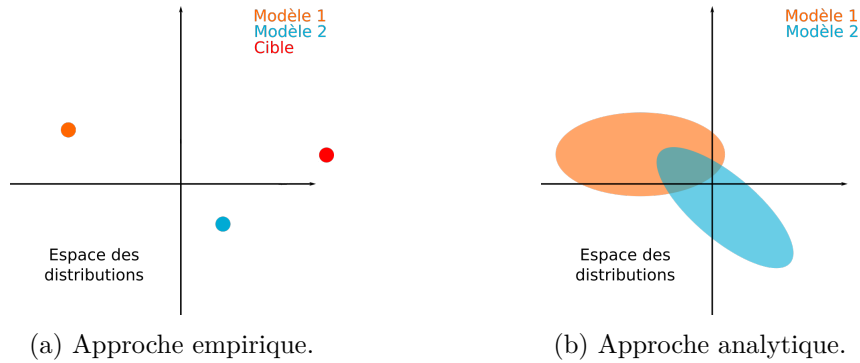 Modèle 1
Modèle 2
Cible
Espace des
distributions
(a) Approche empirique.
Modèle 1
Modèle 2
Espace des
distributions
(b) Approche analytique.